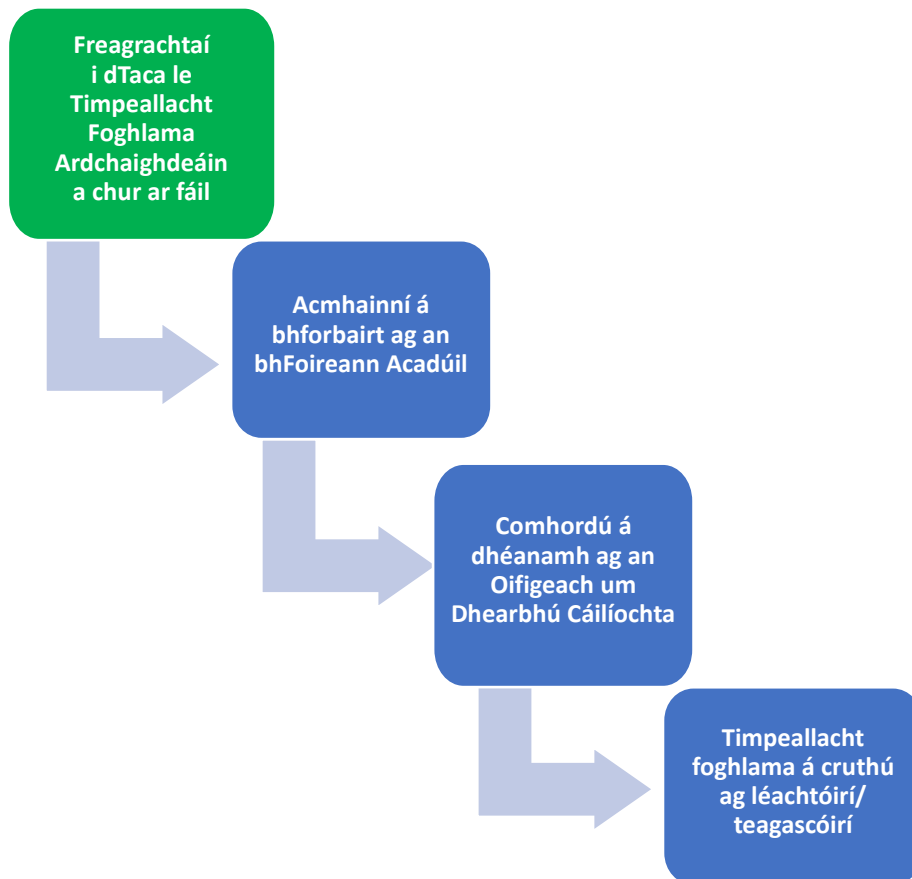 Freagrachtaí
i dTaca le
Timpeallacht
Foghlama
Ardchaighdeáin
a chur ar fáil
Acmhainní á
bhforbairt ag an
bhFoireann Acadúil
Comhordú á
dhéanamh ag an
Oifigeach um
Dhearbhú Cáilíochta
Timpeallacht
foghlama á cruthú
ag léachtóirí/
teagascóirí